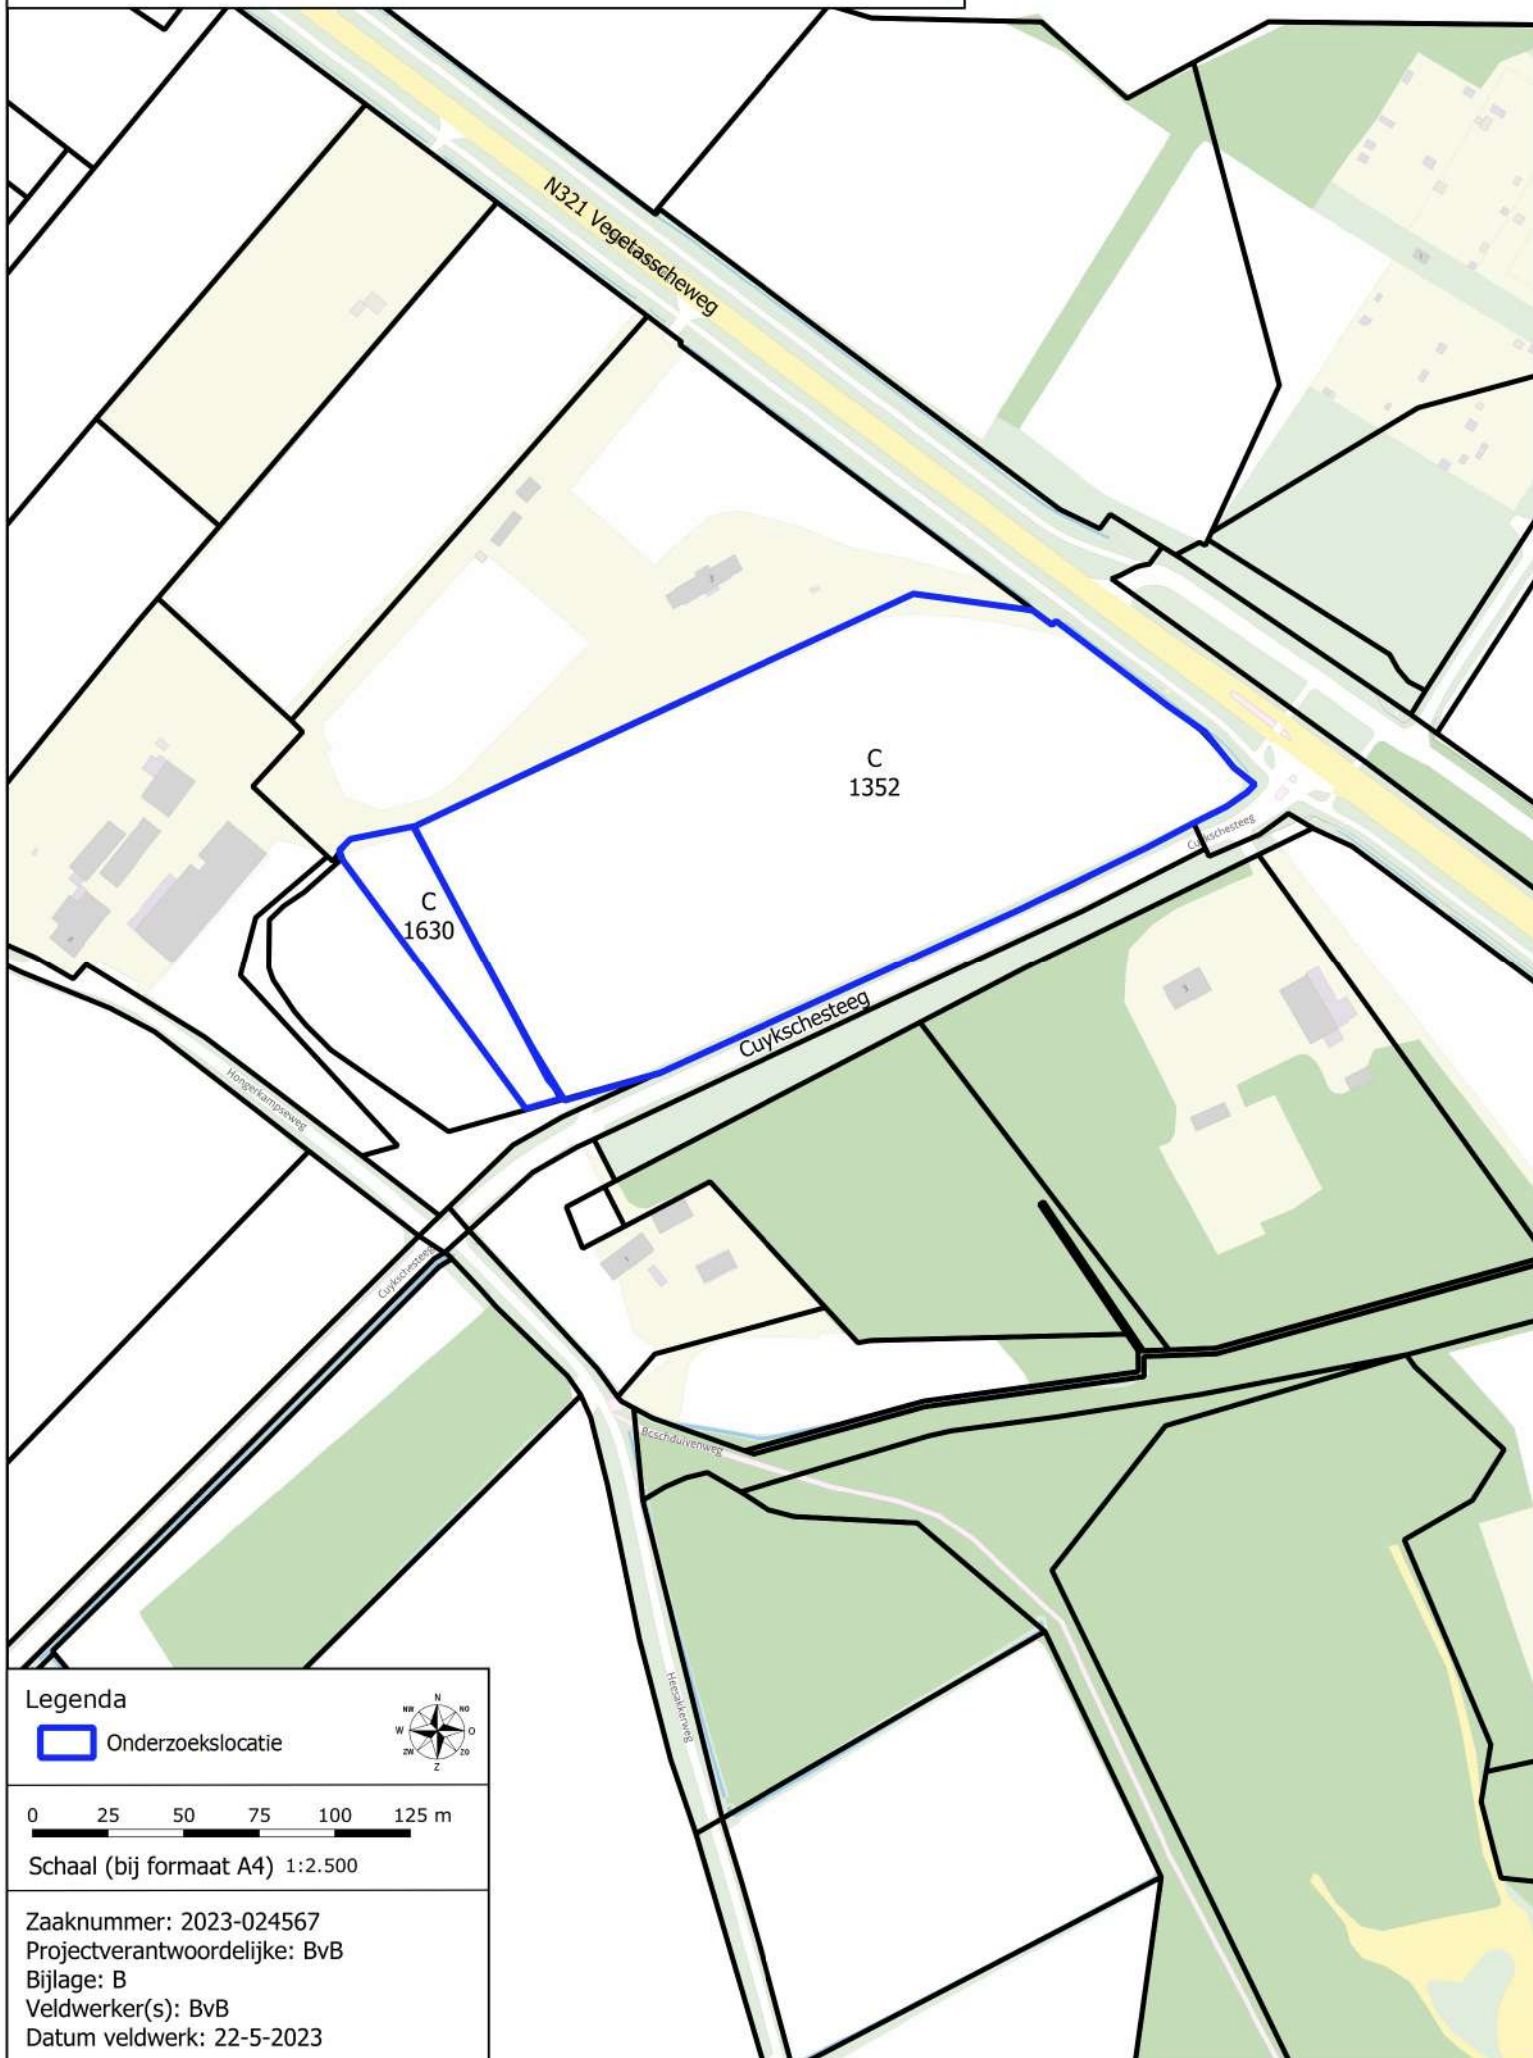 N321 Vegetasscheweg
C
1352
Cuykschesteeg
C
1630
Cuykschesteeg
Hongerkampseweg
Cuykschesteeg
Boschduivenweg
Heesakkerweg
Legenda
Onderzoekslocatie
N
NW NO
W O
ZW ZO
Z
0 25 50 75 100 125 m
Schaal (bij formaat A4) 1:2.500
Zaaknummer: 2023-024567
Projectverantwoordelijke: BvB
Bijlage: B
Veldwerker(s): BvB
Datum veldwerk: 22-5-2023